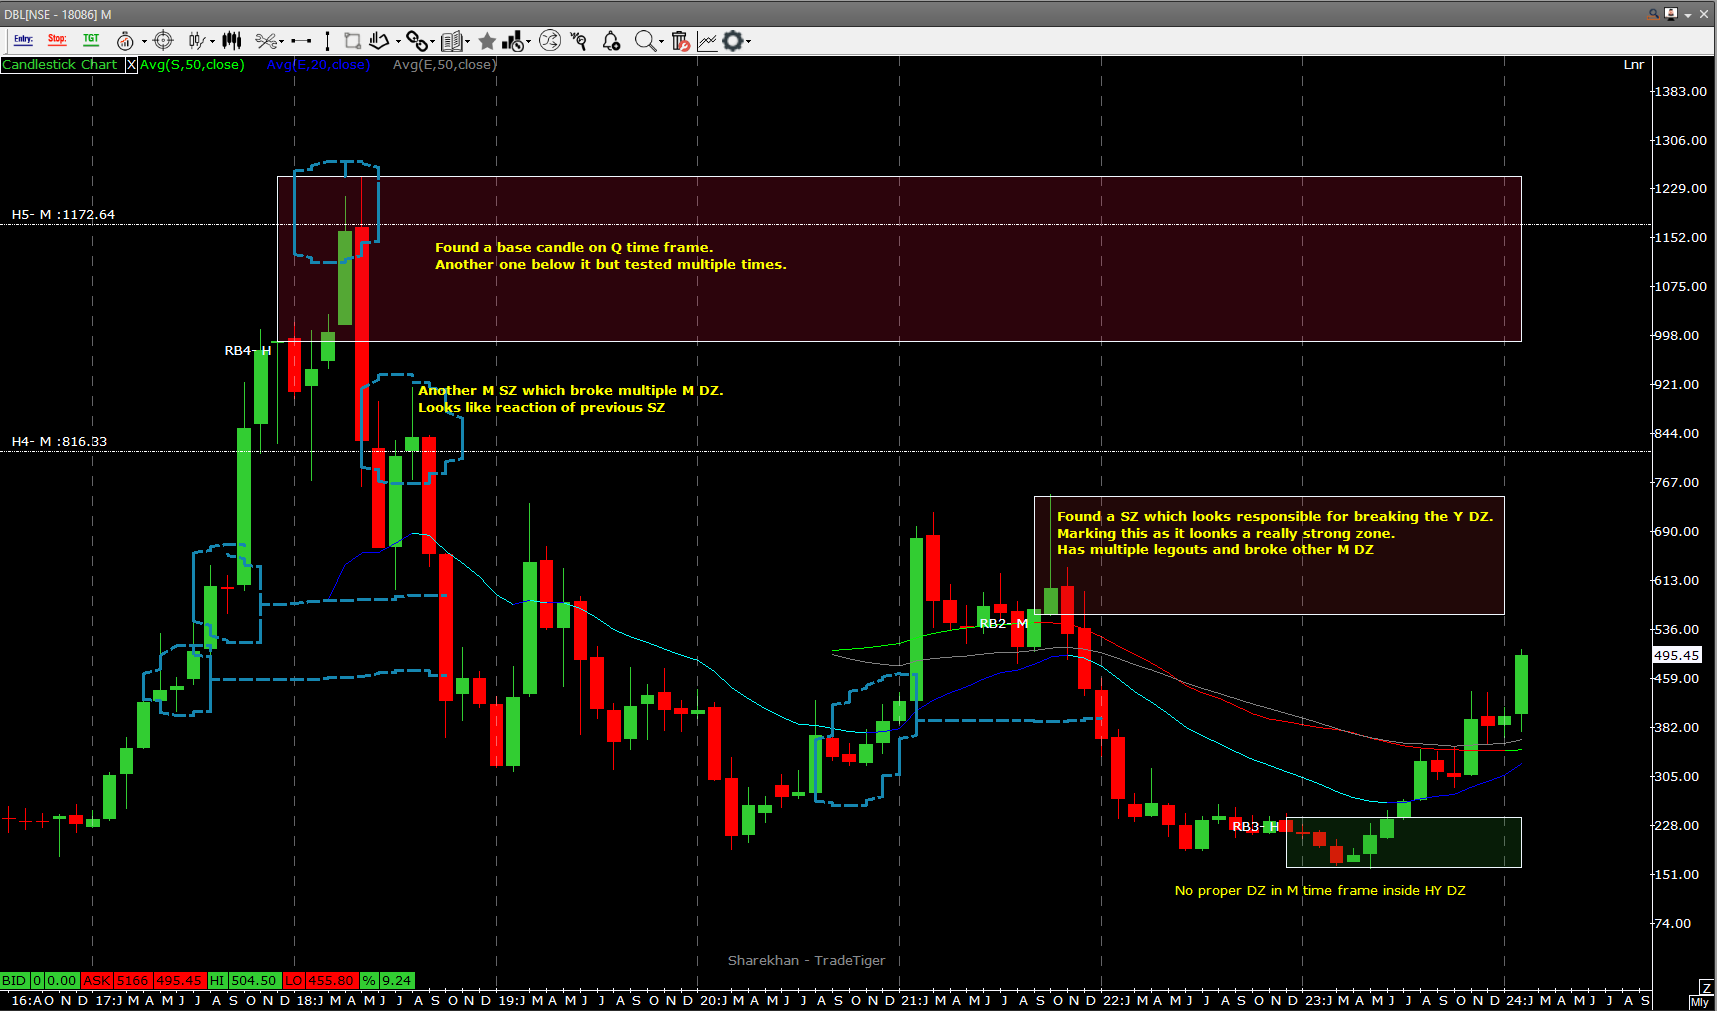 DBL[NSE - 18086] M
Entry: Stop: TGT
Candlestick Chart X Avg(S,50,close) Avg(E,20,close) Avg(E,50,close) Lnr
1383.00
1306.00
1229.00
H5- M :1172.64
1152.00
Found a base candle on Q time frame.
Another one below it but tested multiple times.
1075.00
998.00
RB4- H
921.00
Another M SZ which broke multiple M DZ.
Looks like reaction of previous SZ
844.00
H4- M :816.33
767.00
690.00
Found a SZ which looks responsible for breaking the Y DZ.
Marking this as it loonks a really strong zone.
Has multiple legouts and broke other M DZ
613.00
RB2- M
536.00
495.45
459.00
382.00
305.00
228.00
RB3- H
151.00
No proper DZ in M time frame inside HY DZ
74.00
Sharekhan - TradeTiger
BID 0 0.00 ASK 5166 495.45 HI 504.50 LO 455.80 % 9.24
Z
16:A O N D 17:J M A M J J A S O N D 18:J M A M J J A S O N D 19:J M A M J J A S O N D 20:J M A M J J A S O N D 21:J M A M J J A S O N D 22:J M A M J J A S O N D 23:J M A M J J A S O N D 24:J M A M J J A S
Mly